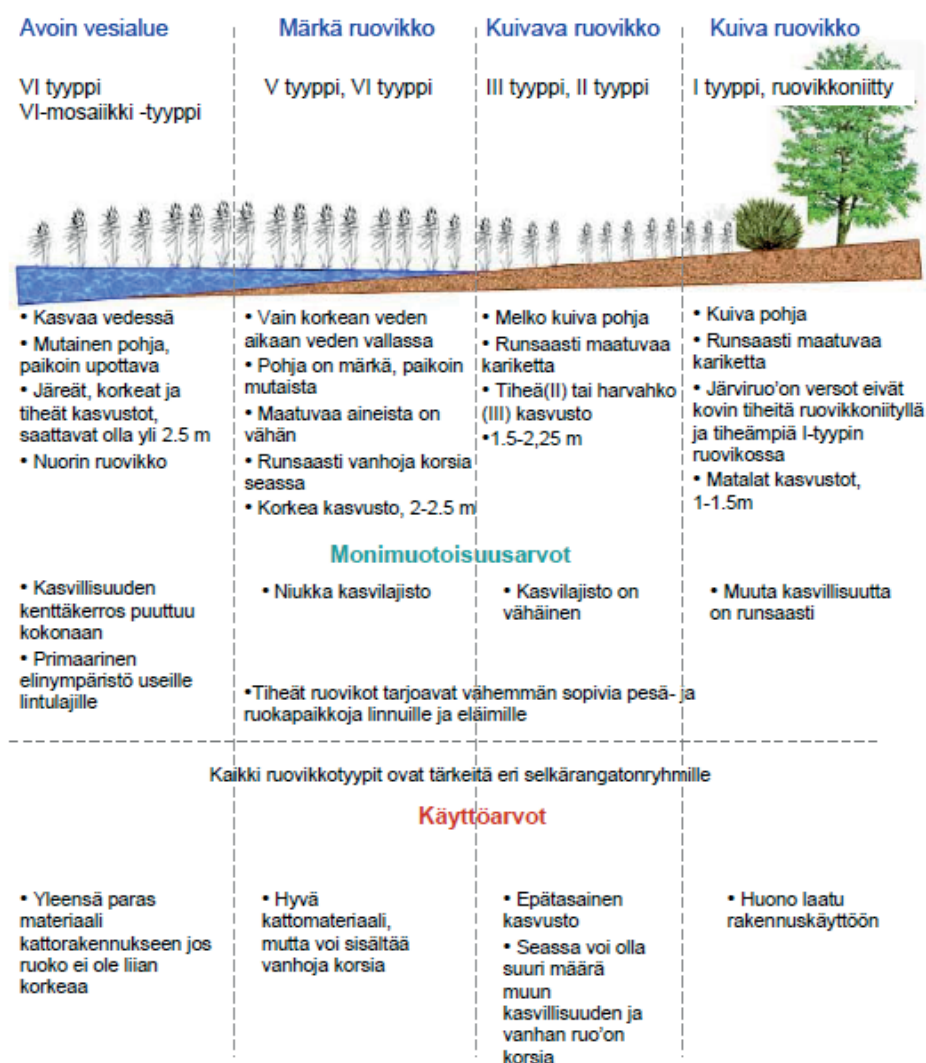 Avoin vesialue
Märkä ruovikko
Kuivava ruovikko
Kuiva ruovikko
VI tyyppi
VI-mosaiikki -tyyppi
V tyyppi, VI tyyppi
III tyyppi, II tyyppi
I tyyppi, ruovikkoniitty
• Kasvaa vedessä
• Mutainen pohja,
paikoin upottava
• Järeät, korkeat ja
tiheät kasvustot,
saattavat olla yli 2.5 m
• Nuorin ruovikko
• Vain korkean veden
aikaan veden vallassa
• Pohja on märkä, paikoin
mutaista
• Maatuvaa aineista on
vähän
• Runsaasti vanhoja korsia
seassa
• Korkea kasvusto, 2-2.5 m
• Melko kuiva pohja
• Runsaasti maatuvaa
kariketta
• Tiheä(II) tai harvahko
(III) kasvusto
•1.5-2,25 m
• Kuiva pohja
• Runsaasti maatuvaa
kariketta
• Järviruo'on versot eivät
kovin tiheitä ruovikkoniityllä
ja tiheämpiä I-tyypin
ruovikossa
• Matalat kasvustot,
1-1.5m
Monimuotoisuusarvot
• Kasvillisuuden
kenttäkerros puuttuu
kokonaan
• Primaarinen
elinympäristö useille
lintulajille
• Niukka kasvilajisto
• Kasvilajisto on
vähäinen
• Muuta kasvillisuutta
on runsaasti
•Tiheät ruovikot tarjoavat vähemmän sopivia pesä- ja
ruokapaikkoja linnuille ja eläimille
Kaikki ruovikkotyypit ovat tärkeitä eri selkärangatonryhmille
Käyttöarvot
• Yleensä paras
materiaali
kattorakennukseen jos
ruoko ei ole liian
korkeaa
• Hyvä
kattomateriaali,
mutta voi sisältää
vanhoja korsia
• Epätasainen
kasvusto
• Seassa voi olla
suuri määrä
muun
kasvillisuuden ja
vanhan ruo'on
korsia
• Huono laatu
rakennuskäyttöön